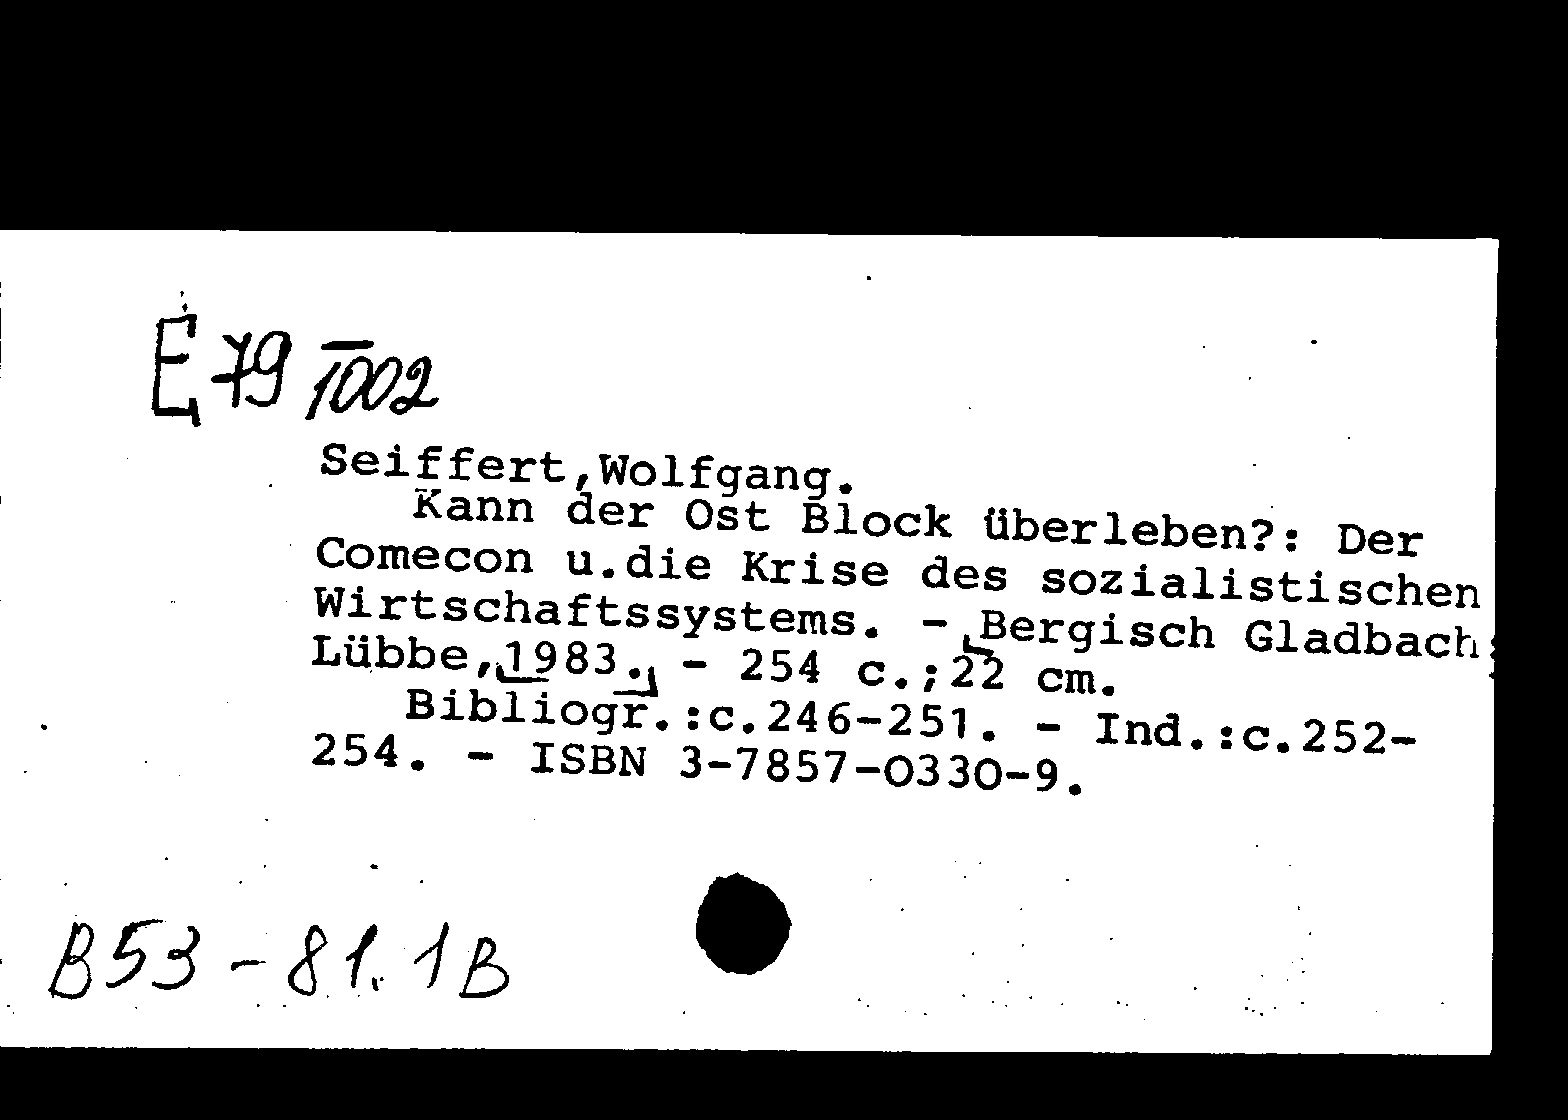 E 79 1002
Seiffert,Wolfgang.
Kann der Ost Block überleben?: Der
Comecon u.die Krise des sozialistischen
Wirtschaftssystems. - Bergisch Gladbach:
Lübbe,1983. - 254 c.;22 cm.
Bibliogr.:c.246-251. - Ind.:c.252-
254. - ISBN 3-7857-0330-9.
B53-81.1B